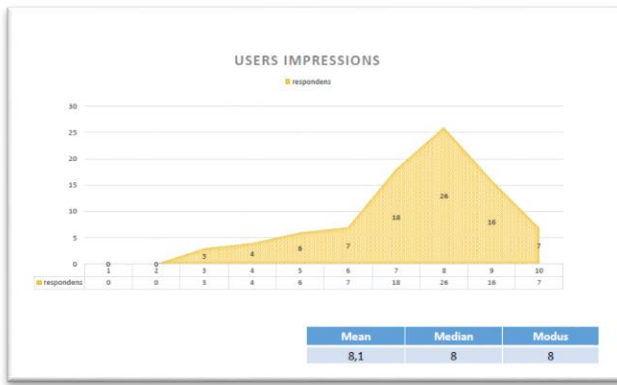 USERS IMPRESSIONS
respondens
30
25
20
15
10
5
0
0 0 3 4 6 7 18 26 16 7
1 2 3 4 5 6 7 8 9 10
respondens 0 0 3 4 6 7 18 26 16 7
Mean Median Modus
8,1 8 8